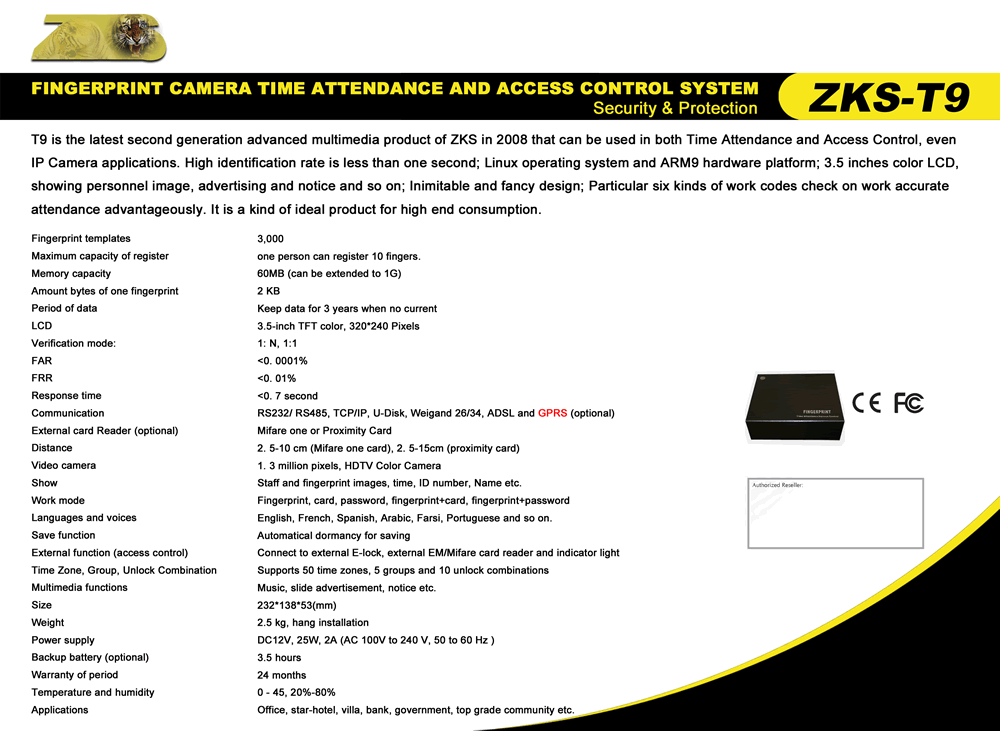 ZKS
FINGERPRINT CAMERA TIME ATTENDANCE AND ACCESS CONTROL SYSTEM
Security & Protection
ZKS-T9
T9 is the latest second generation advanced multimedia product of ZKS in 2008 that can be used in both Time Attendance and Access Control, even
IP Camera applications. High identification rate is less than one second; Linux operating system and ARM9 hardware platform; 3.5 inches color LCD,
showing personnel image, advertising and notice and so on; Inimitable and fancy design; Particular six kinds of work codes check on work accurate
attendance advantageously. It is a kind of ideal product for high end consumption.
Fingerprint templates 3,000
Maximum capacity of register one person can register 10 fingers.
Memory capacity 60MB (can be extended to 1G)
Amount bytes of one fingerprint 2 KB
Period of data Keep data for 3 years when no current
LCD 3.5-inch TFT color, 320*240 Pixels
Verification mode: 1: N, 1:1
FAR <0. 0001%
FRR <0. 01%
Response time <0. 7 second
Communication RS232/ RS485, TCP/IP, U-Disk, Weigand 26/34, ADSL and GPRS (optional)
External card Reader (optional) Mifare one or Proximity Card
Distance 2. 5-10 cm (Mifare one card), 2. 5-15cm (proximity card)
Video camera 1. 3 million pixels, HDTV Color Camera
Show Staff and fingerprint images, time, ID number, Name etc.
Work mode Fingerprint, card, password, fingerprint+card, fingerprint+password
Languages and voices English, French, Spanish, Arabic, Farsi, Portuguese and so on.
Save function Automatical dormancy for saving
External function (access control) Connect to external E-lock, external EM/Mifare card reader and indicator light
Time Zone, Group, Unlock Combination Supports 50 time zones, 5 groups and 10 unlock combinations
Multimedia functions Music, slide advertisement, notice etc.
Size 232*138*53(mm)
Weight 2.5 kg, hang installation
Power supply DC12V, 25W, 2A (AC 100V to 240 V, 50 to 60 Hz )
Backup battery (optional) 3.5 hours
Warranty of period 24 months
Temperature and humidity 0 - 45, 20%-80%
Applications Office, star-hotel, villa, bank, government, top grade community etc.
FINGERPRINT
CE FC
Authorized Reseller: